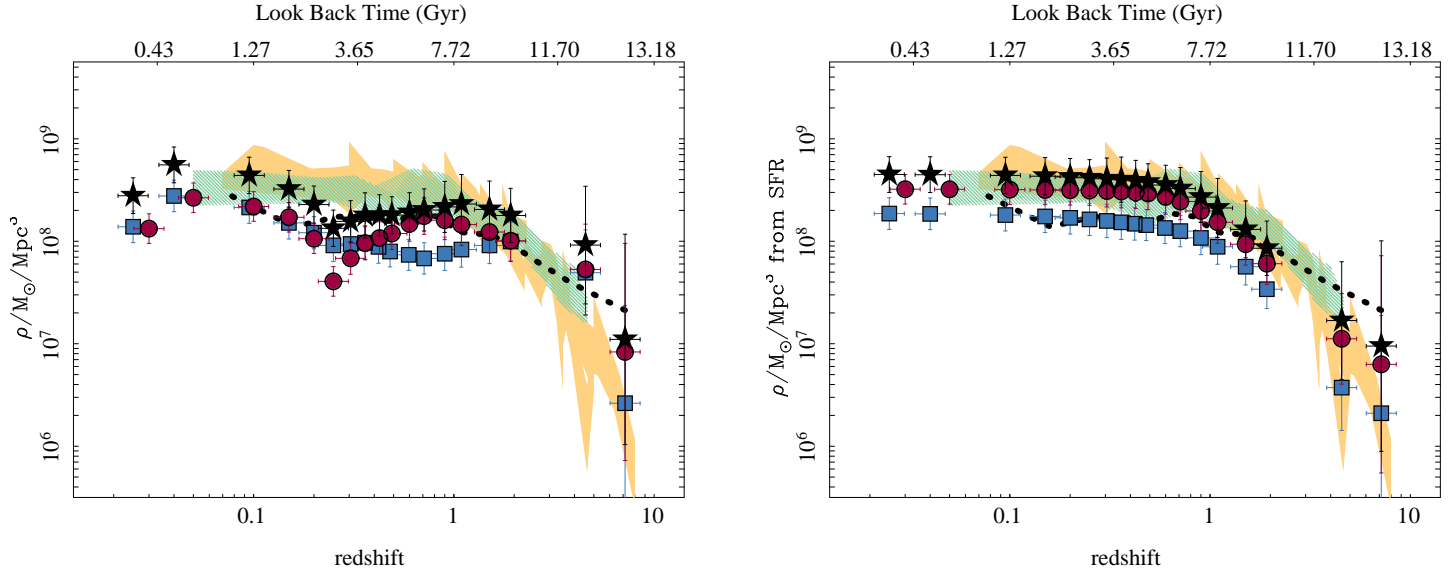 Look Back Time (Gyr)
0.43 1.27 3.65 7.72 11.70 13.18
ρ/M⊙/Mpc³
10⁹
10⁸
10⁷
10⁶
0.1 1 10
redshift
Look Back Time (Gyr)
0.43 1.27 3.65 7.72 11.70 13.18
ρ/M⊙/Mpc³ from SFR
10⁹
10⁸
10⁷
10⁶
0.1 1 10
redshift